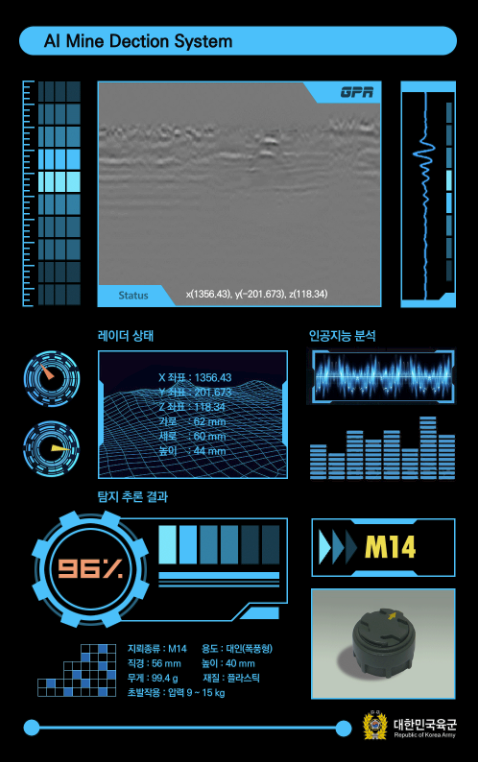 AI Mine Dection System
GPR
Status x(1356.43), y(-201.673), z(118.34)
레이더 상태
인공지능 분석
X 좌표 : 1356.43
Y 좌표 : 201.673
Z 좌표 : 118.34
가로 : 62 mm
세로 : 60 mm
높이 : 44 mm
탐지 추론 결과
96%
M14
지뢰종류 : M14 용도 : 대인(폭풍형)
직경 : 56 mm 높이 : 40 mm
무게 : 99.4 g 재질 : 플라스틱
초발작용 : 압력 9 ~ 15 kg
대한민국육군
Republic of Korea Army